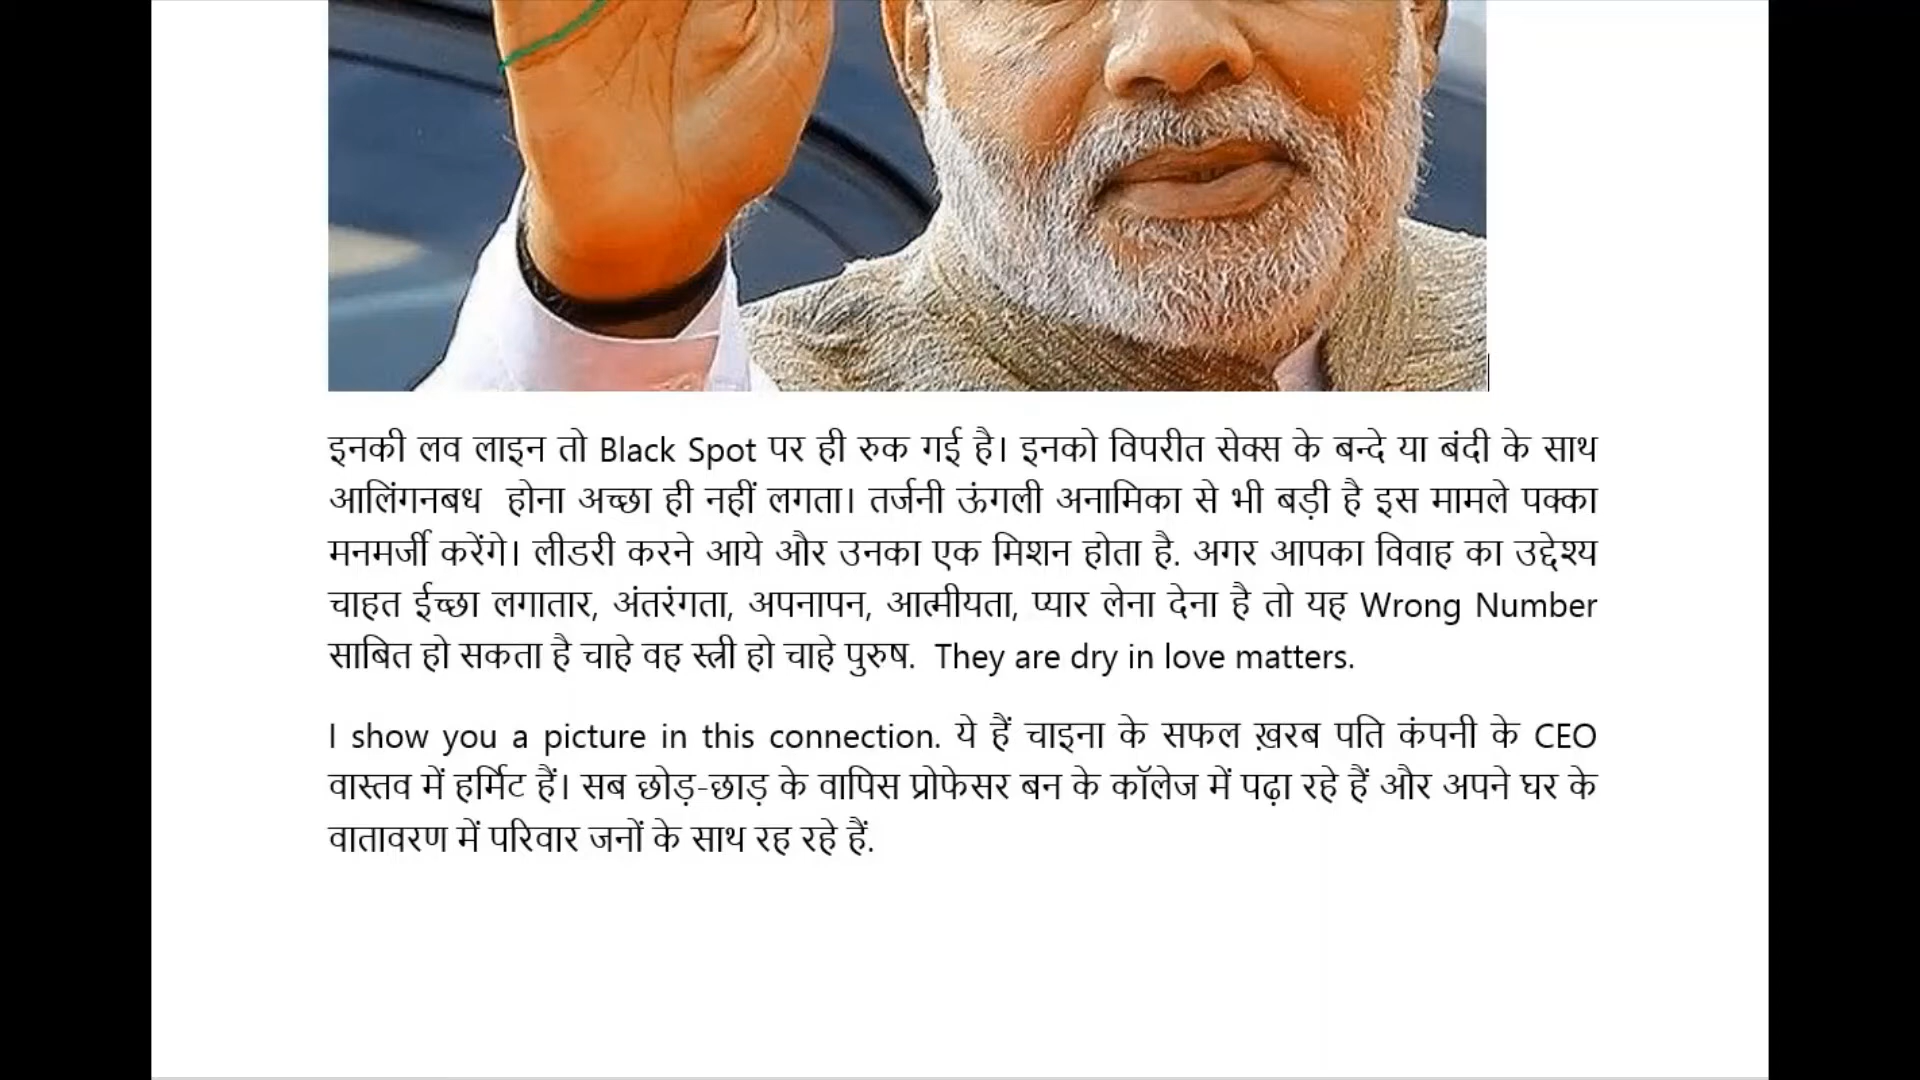 इनकी लव लाइन तो Black Spot पर ही रुक गई है। इनको विपरीत सेक्स के बन्दे या बंदी के साथ
आलिंगनबध होना अच्छा ही नहीं लगता। तर्जनी ऊंगली अनामिका से भी बड़ी है इस मामले पक्का
मनमर्जी करेंगे। लीडरी करने आये और उनका एक मिशन होता है. अगर आपका विवाह का उद्देश्य
चाहत ईच्छा लगातार, अंतरंगता, अपनापन, आत्मीयता, प्यार लेना देना है तो यह Wrong Number
साबित हो सकता है चाहे वह स्त्री हो चाहे पुरुष. They are dry in love matters.
I show you a picture in this connection. ये हैं चाइना के सफल ख़रब पति कंपनी के CEO
वास्तव में हर्मिट हैं। सब छोड़-छाड़ के वापिस प्रोफेसर बन के कॉलेज में पढ़ा रहे हैं और अपने घर के
वातावरण में परिवार जनों के साथ रह रहे हैं.